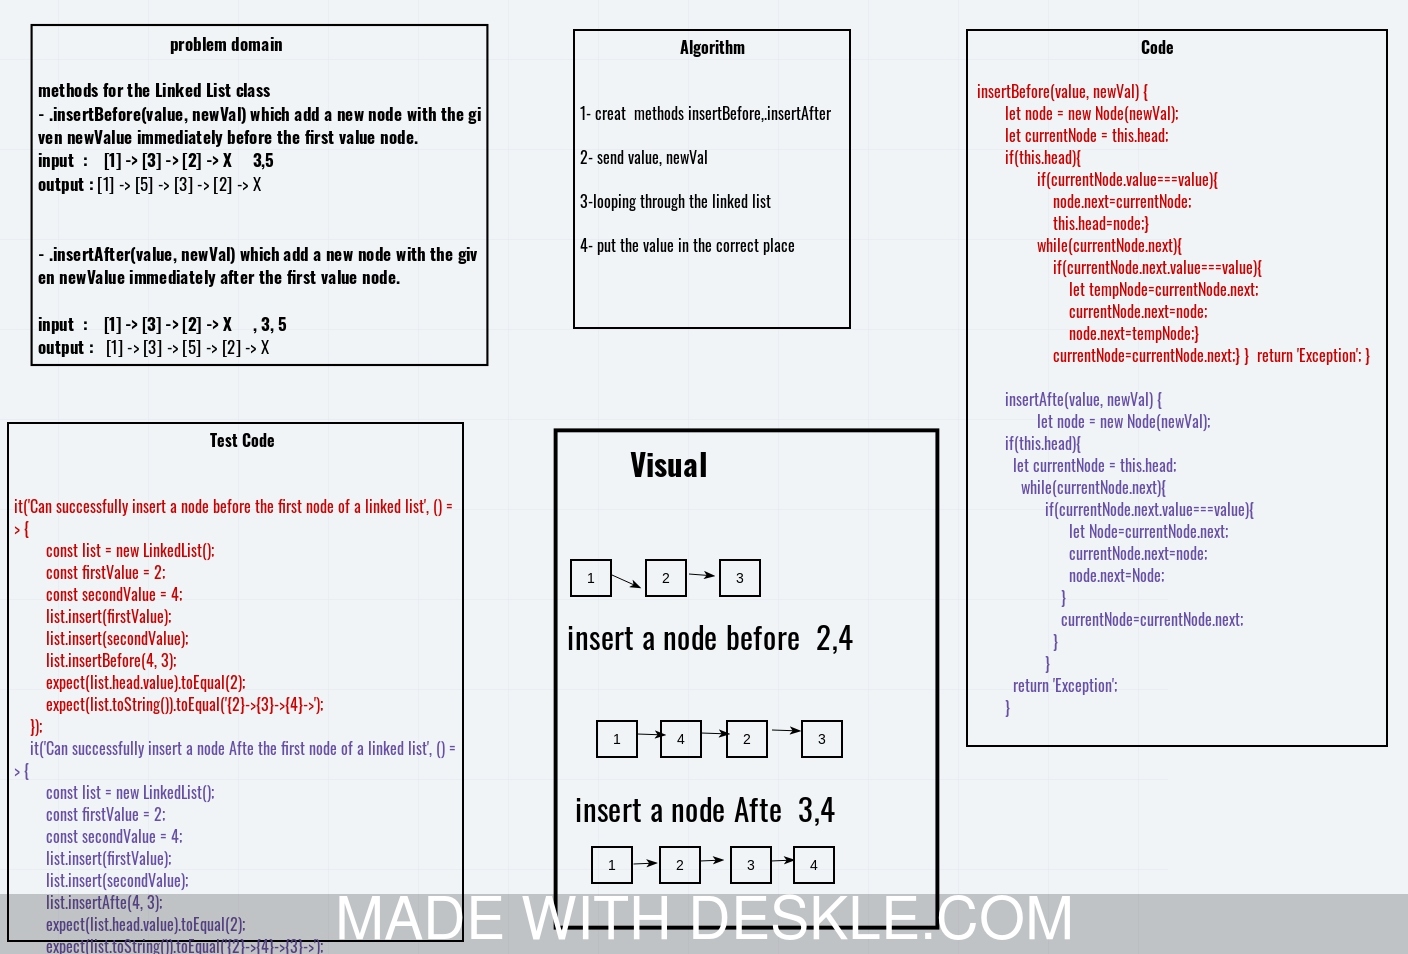 problem domain
methods for the Linked List class
- .insertBefore(value, newVal) which add a new node with the gi
ven newValue immediately before the first value node.
input : [1] -> [3] -> [2] -> X 3,5
output : [1] -> [5] -> [3] -> [2] -> X
- .insertAfter(value, newVal) which add a new node with the giv
en newValue immediately after the first value node.
input : [1] -> [3] -> [2] -> X , 3, 5
output : [1] -> [3] -> [5] -> [2] -> X
Algorithm
1- creat methods insertBefore,.insertAfter
2- send value, newVal
3-looping through the linked list
4- put the value in the correct place
Code
insertBefore(value, newVal) {
let node = new Node(newVal);
let currentNode = this.head;
if(this.head){
if(currentNode.value===value){
node.next=currentNode;
this.head=node;}
while(currentNode.next){
if(currentNode.next.value===value){
let tempNode=currentNode.next;
currentNode.next=node;
node.next=tempNode;}
currentNode=currentNode.next;} } return 'Exception'; }
insertAfte(value, newVal) {
let node = new Node(newVal);
if(this.head){
let currentNode = this.head;
while(currentNode.next){
if(currentNode.next.value===value){
let Node=currentNode.next;
currentNode.next=node;
node.next=Node;
}
currentNode=currentNode.next;
}
}
return 'Exception';
}
Test Code
it('Can successfully insert a node before the first node of a linked list', () =
> {
const list = new LinkedList();
const firstValue = 2;
const secondValue = 4;
list.insert(firstValue);
list.insert(secondValue);
list.insertBefore(4, 3);
expect(list.head.value).toEqual(2);
expect(list.toString()).toEqual('{2}->{3}->{4}->');
});
it('Can successfully insert a node Afte the first node of a linked list', () =
> {
const list = new LinkedList();
const firstValue = 2;
const secondValue = 4;
list.insert(firstValue);
list.insert(secondValue);
list.insertAfte(4, 3);
expect(list.head.value).toEqual(2);
expect(list.toString()).toEqual('{2}->{4}->{3}->');
Visual
1 2 3
insert a node before 2,4
1 4 2 3
insert a node Afte 3,4
1 2 3 4
MADE WITH DESKLE.COM